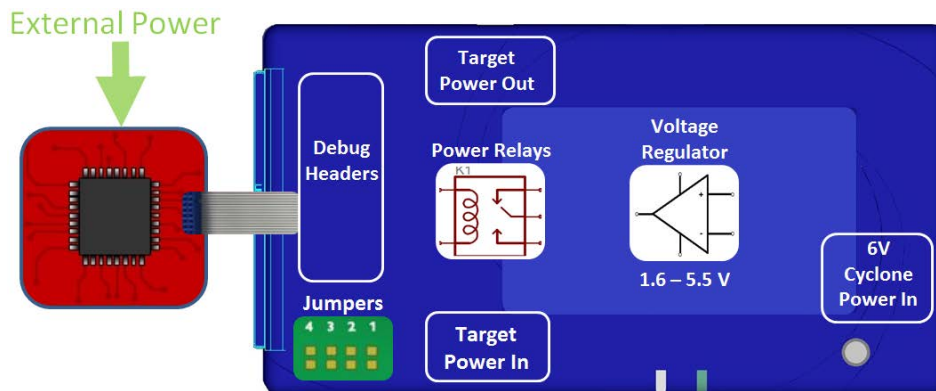 External Power
Target
Power Out
Debug
Headers
Power Relays
K1
Voltage
Regulator
+
-
1.6 – 5.5 V
6V
Cyclone
Power In
Jumpers
4 3 2 1
Target
Power In